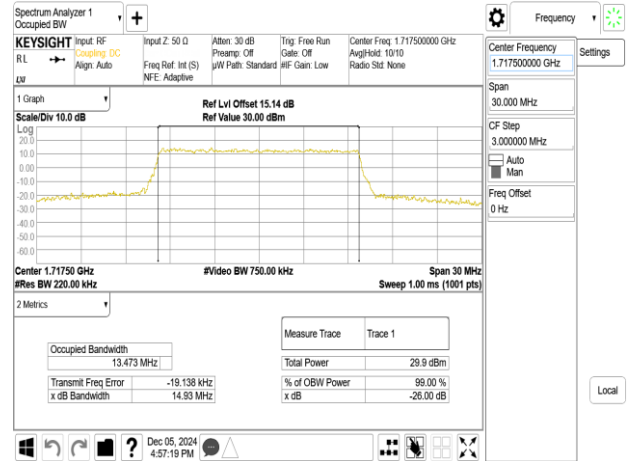 Spectrum Analyzer 1
Occupied BW
Frequency
KEYSIGHT
Input: RF
Input Z: 50 Ω
Atten: 30 dB
Trig: Free Run
Center Freq: 1.717500000 GHz
RL
Coupling: DC
Preamp: Off
Gate: Off
Avg|Hold: 10/10
Align: Auto
Freq Ref: Int (S)
µW Path: Standard
#IF Gain: Low
Radio Std: None
LXI
NFE: Adaptive
Center Frequency
1.717500000 GHz
Settings
Span
30.000 MHz
CF Step
3.000000 MHz
Auto
Man
Freq Offset
0 Hz
Local
1 Graph
Ref Lvl Offset 15.14 dB
Scale/Div 10.0 dB
Ref Value 30.00 dBm
Log
20.0
10.0
0.00
-10.0
-20.0
-30.0
-40.0
-50.0
-60.0
Center 1.71750 GHz
#Video BW 750.00 kHz
Span 30 MHz
#Res BW 220.00 kHz
Sweep 1.00 ms (1001 pts)
2 Metrics
Measure Trace
Trace 1
Occupied Bandwidth
13.473 MHz
Total Power
29.9 dBm
Transmit Freq Error
-19.138 kHz
% of OBW Power
99.00 %
x dB Bandwidth
14.93 MHz
x dB
-26.00 dB
Dec 05, 2024
4:57:19 PM